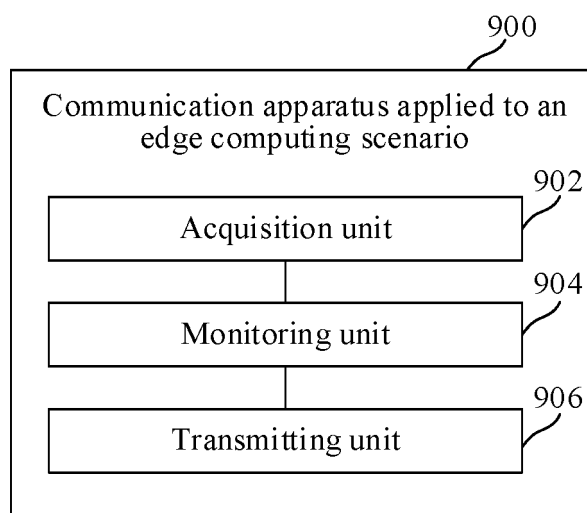 900
Communication apparatus applied to an
edge computing scenario
902
Acquisition unit
904
Monitoring unit
906
Transmitting unit